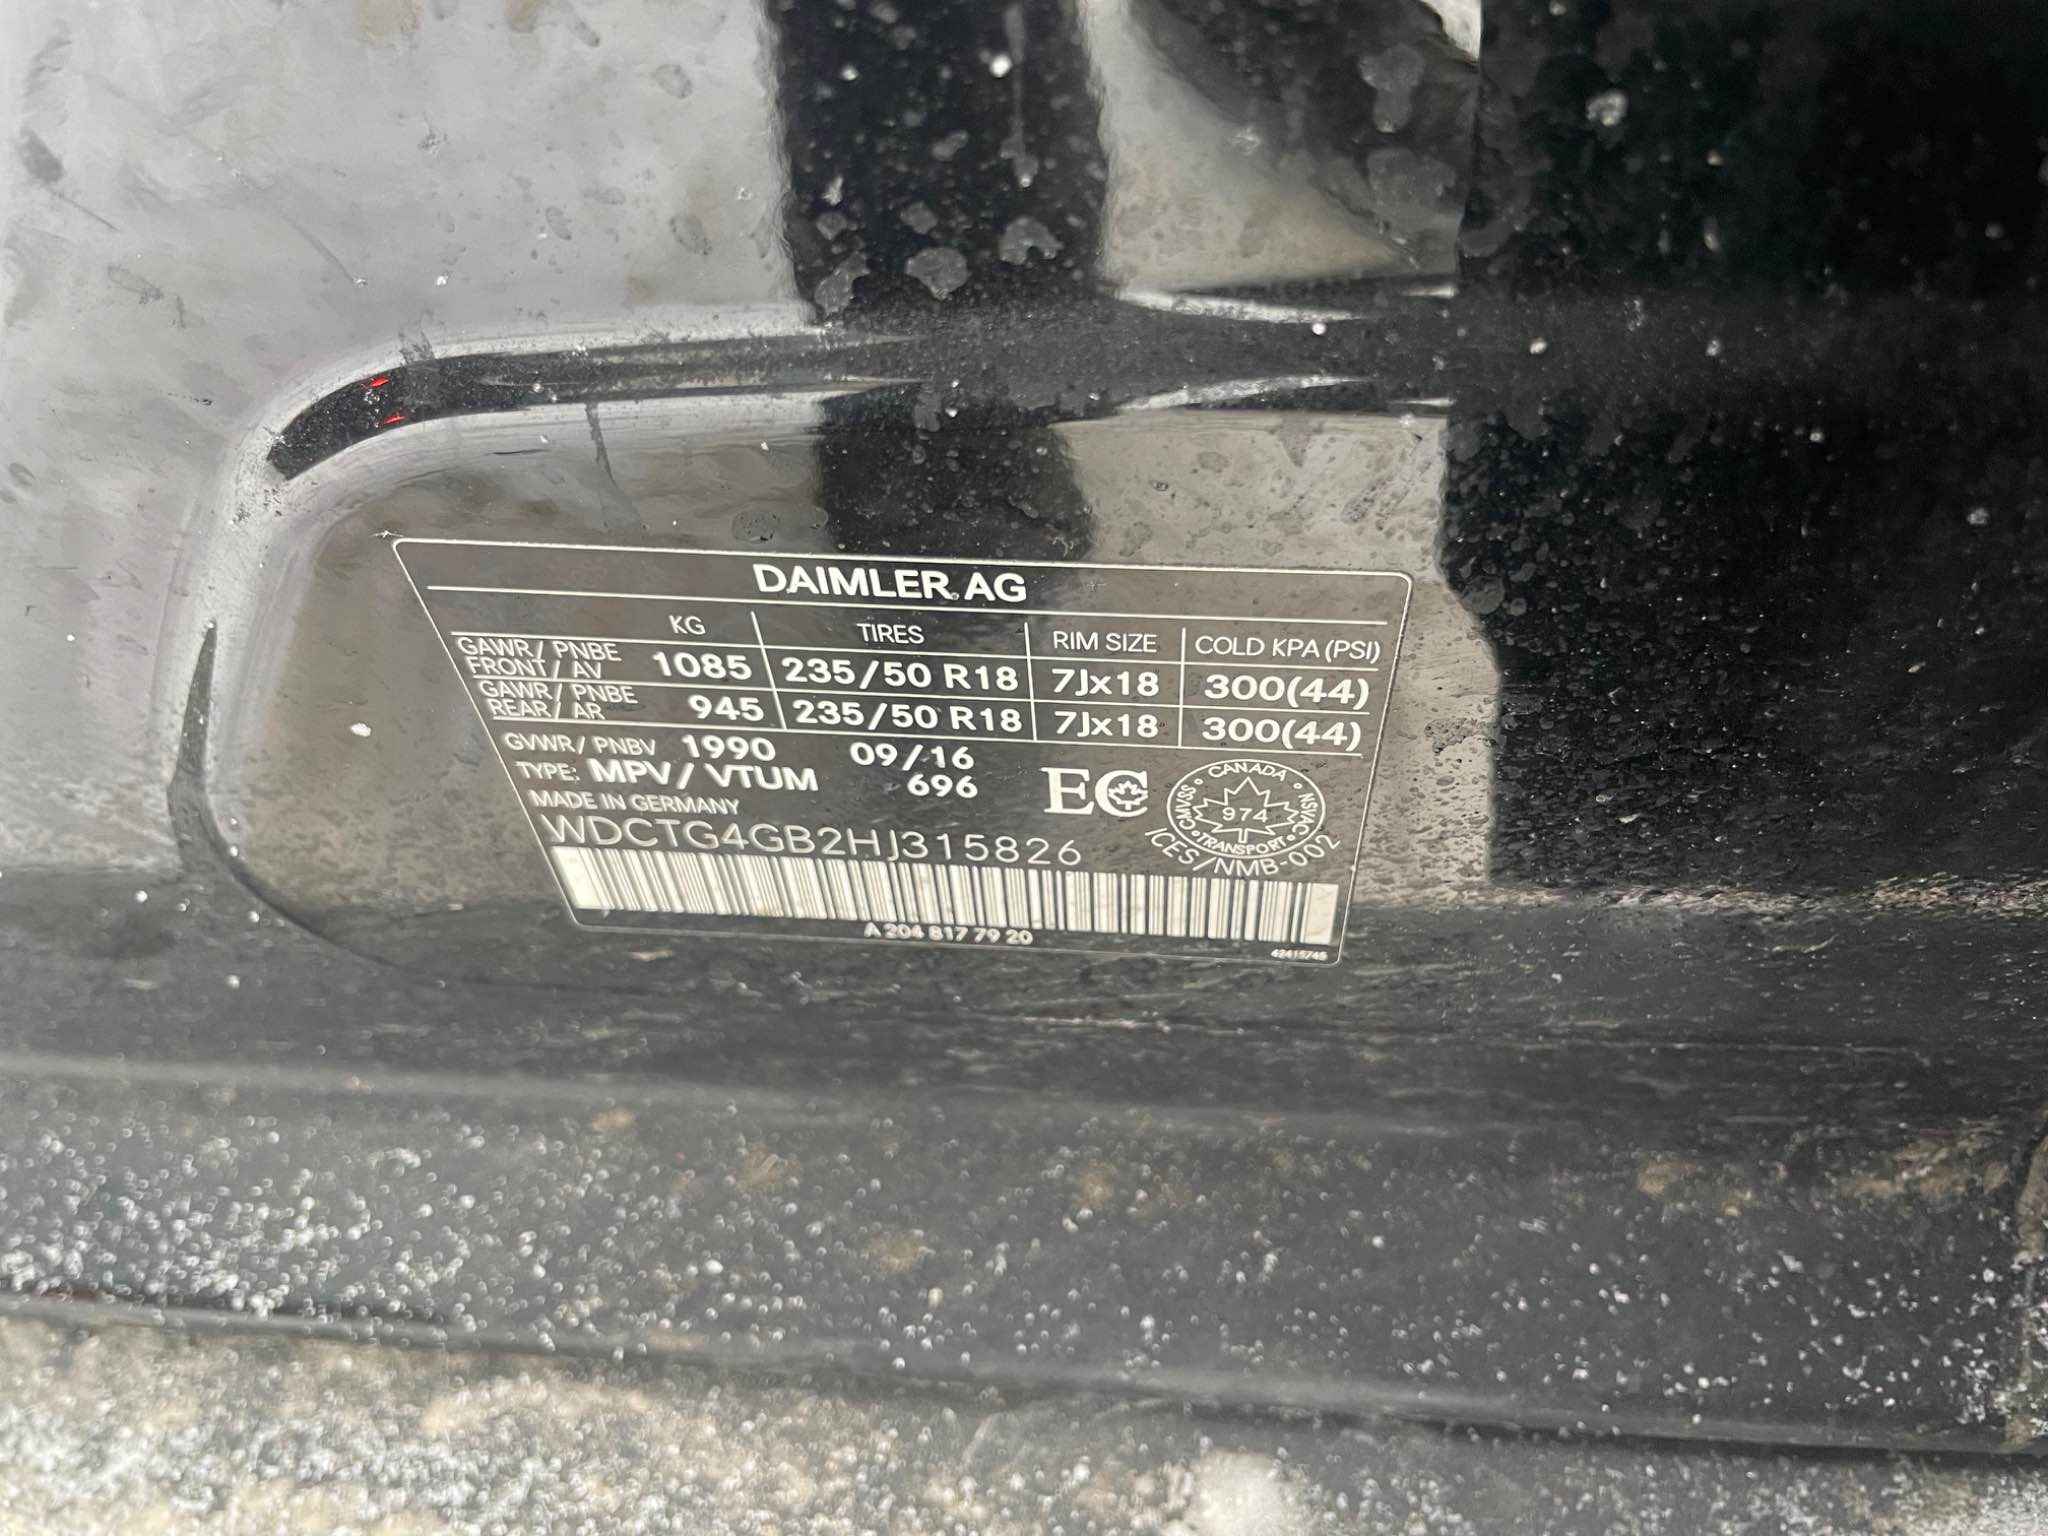 DAIMLER AG
KG TIRES RIM SIZE COLD KPA (PSI)
GAWR/ PNBE
FRONT/ AV 1085 235/50 R18 7Jx18 300(44)
GAWR/ PNBE
REAR/ AR 945 235/50 R18 7Jx18 300(44)
GVWR/ PNBV 1990 09/16
TYPE: MPV/ VTUM 696
MADE IN GERMANY
EC
CANADA
CMVSS NSVAC
974
TRANSPORT
ICES/NMB-002
WDCTG4GB2HJ315826
A 204 817 79 20
42415745